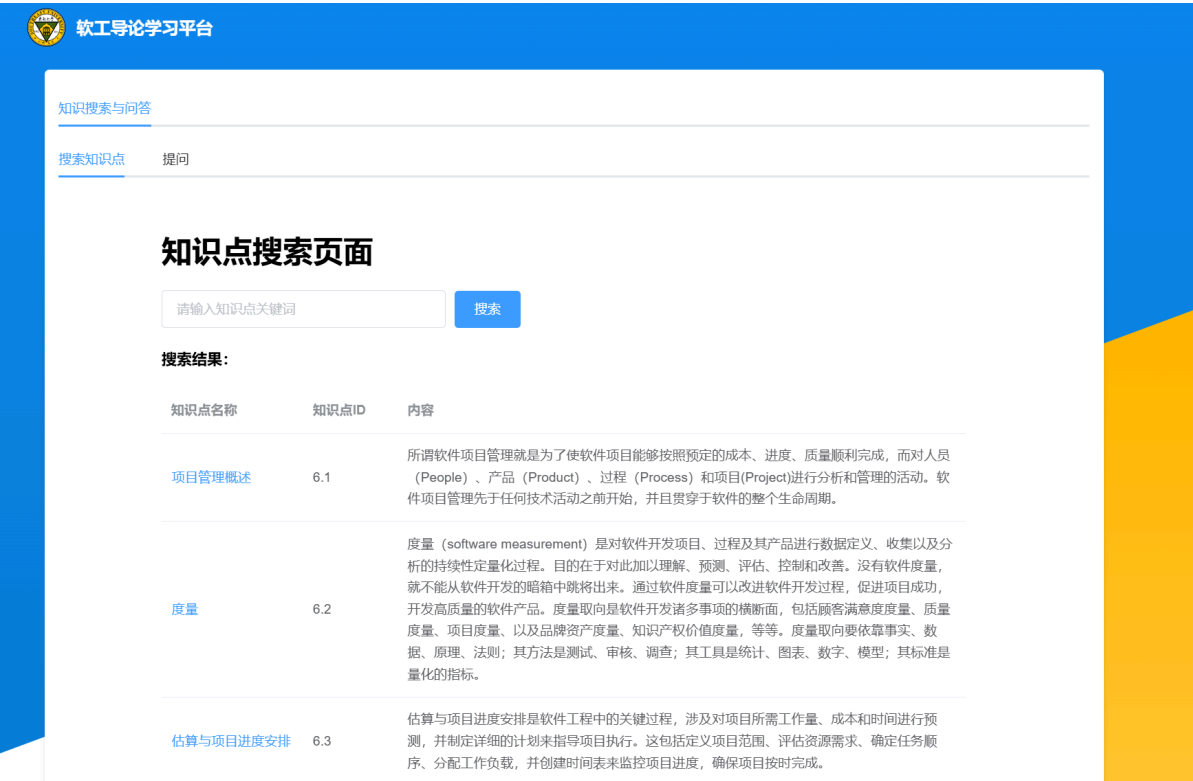 软工导论学习平台
知识搜索与问答
搜索知识点 提问
知识点搜索页面
请输入知识点关键词 搜索
搜索结果:
知识点名称 知识点ID 内容
所谓软件项目管理就是为了使软件项目能够按照预定的成本、进度、质量顺利完成，而对人员
项目管理概述 6.1 （People）、产品（Product）、过程（Process）和项目(Project)进行分析和管理的活动。软
件项目管理先于任何技术活动之前开始，并且贯穿于软件的整个生命周期。
度量（software measurement）是对软件开发项目、过程及其产品进行数据定义、收集以及分
析的持续性定量化过程。目的在于对此加以理解、预测、评估、控制和改善。没有软件度量，
就不能从软件开发的暗箱中跳将出来。通过软件度量可以改进软件开发过程，促进项目成功，
度量 6.2 开发高质量的软件产品。度量取向是软件开发诸多事项的横断面，包括顾客满意度度量、质量
度量、项目度量、以及品牌资产度量、知识产权价值度量，等等。度量取向要依靠事实、数
据、原理、法则；其方法是测试、审核、调查；其工具是统计、图表、数字、模型；其标准是
量化的指标。
估算与项目进度安排是软件工程中的关键过程，涉及对项目所需工作量、成本和时间进行预
估算与项目进度安排 6.3 测，并制定详细的计划来指导项目执行。这包括定义项目范围、评估资源需求、确定任务顺
序、分配工作负载，并创建时间表来监控项目进度，确保项目按时完成。